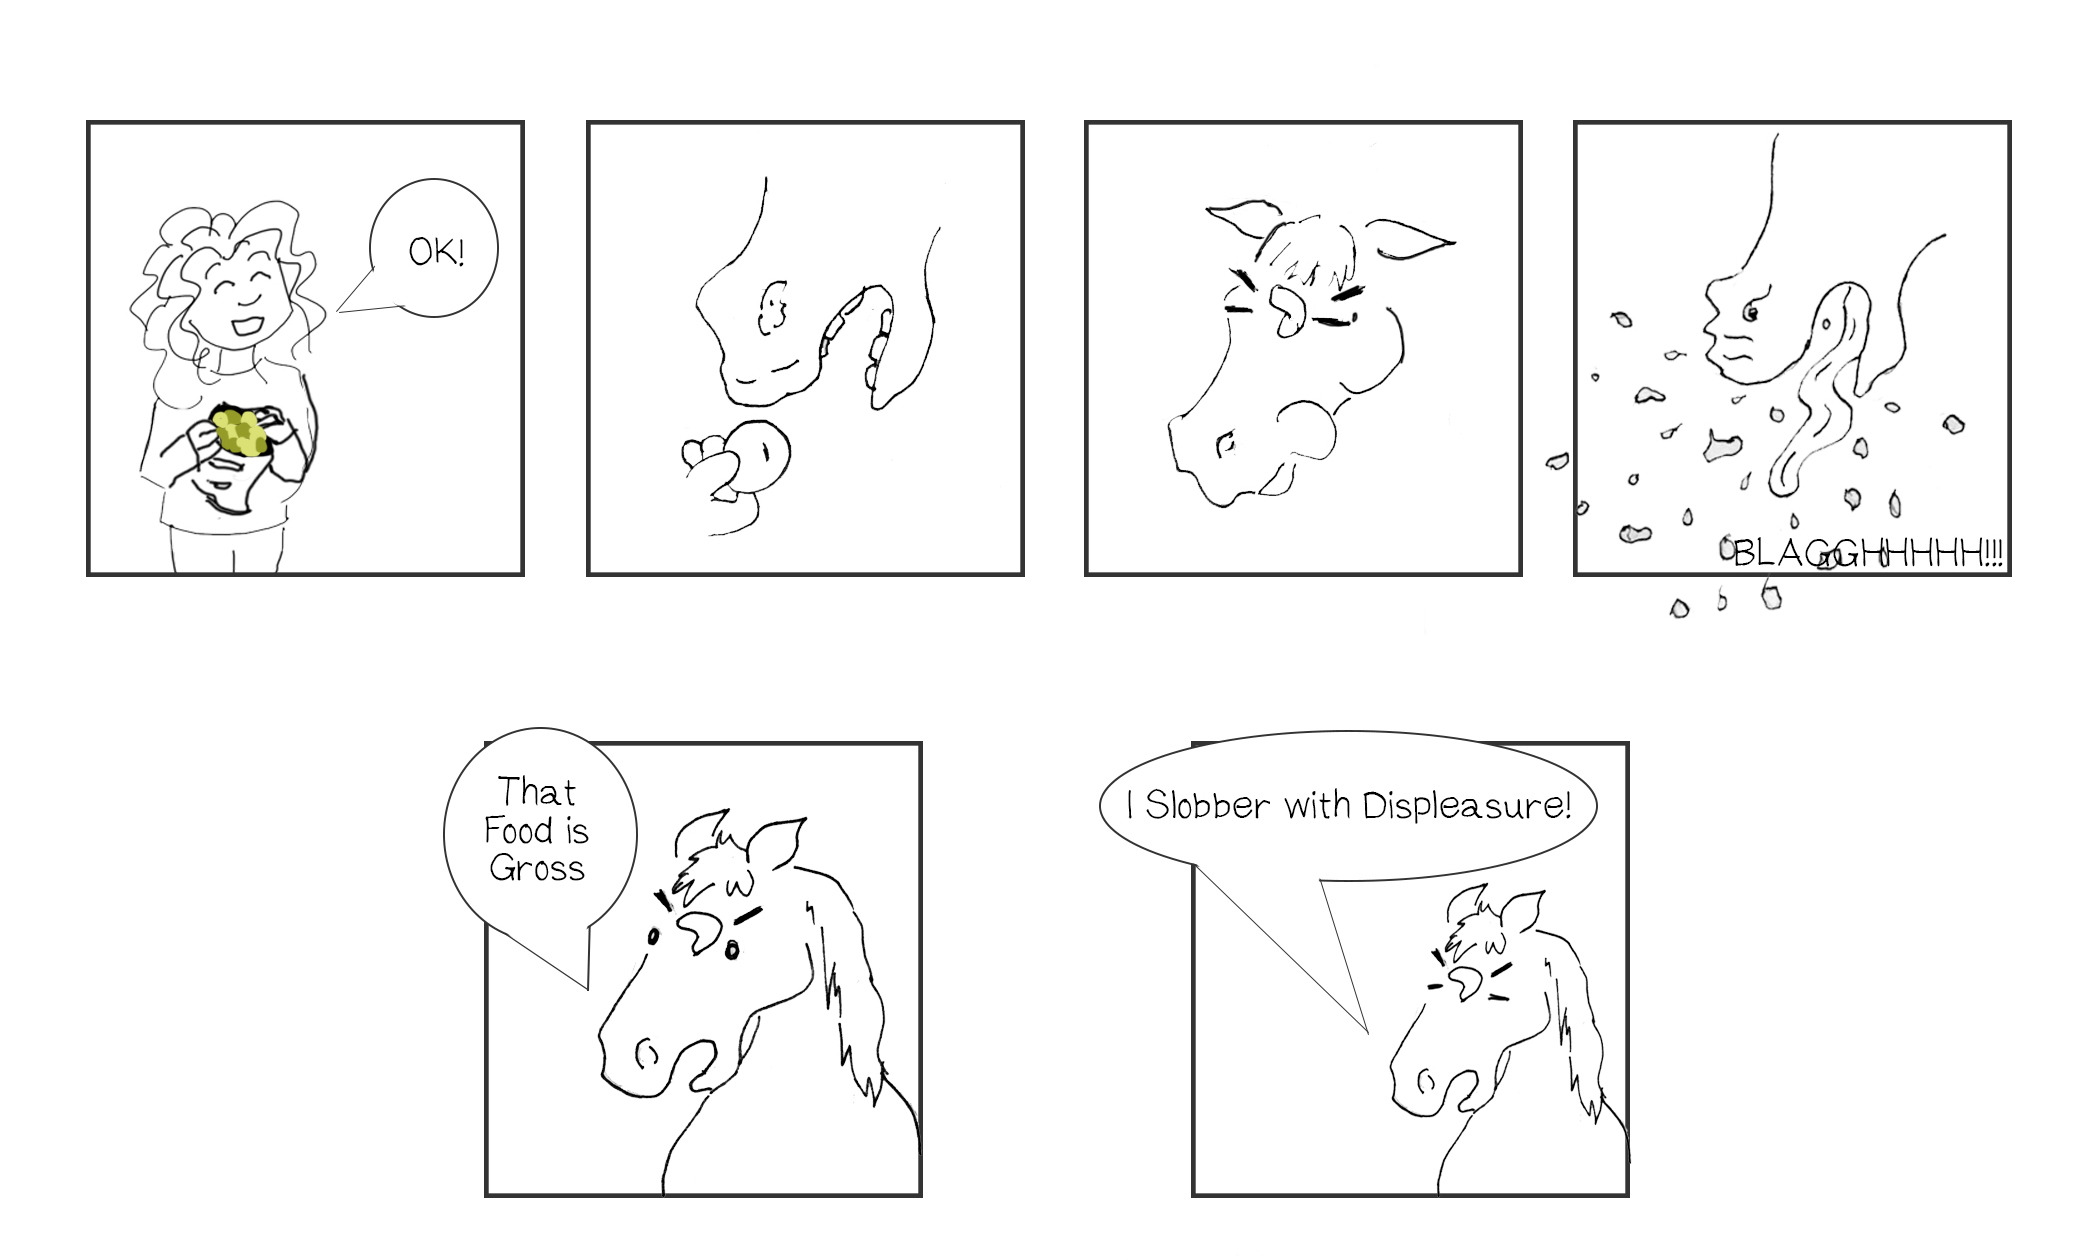 OK!
BLAGGHHHHH!!!
That
Food is
Gross
I Slobber with Displeasure!